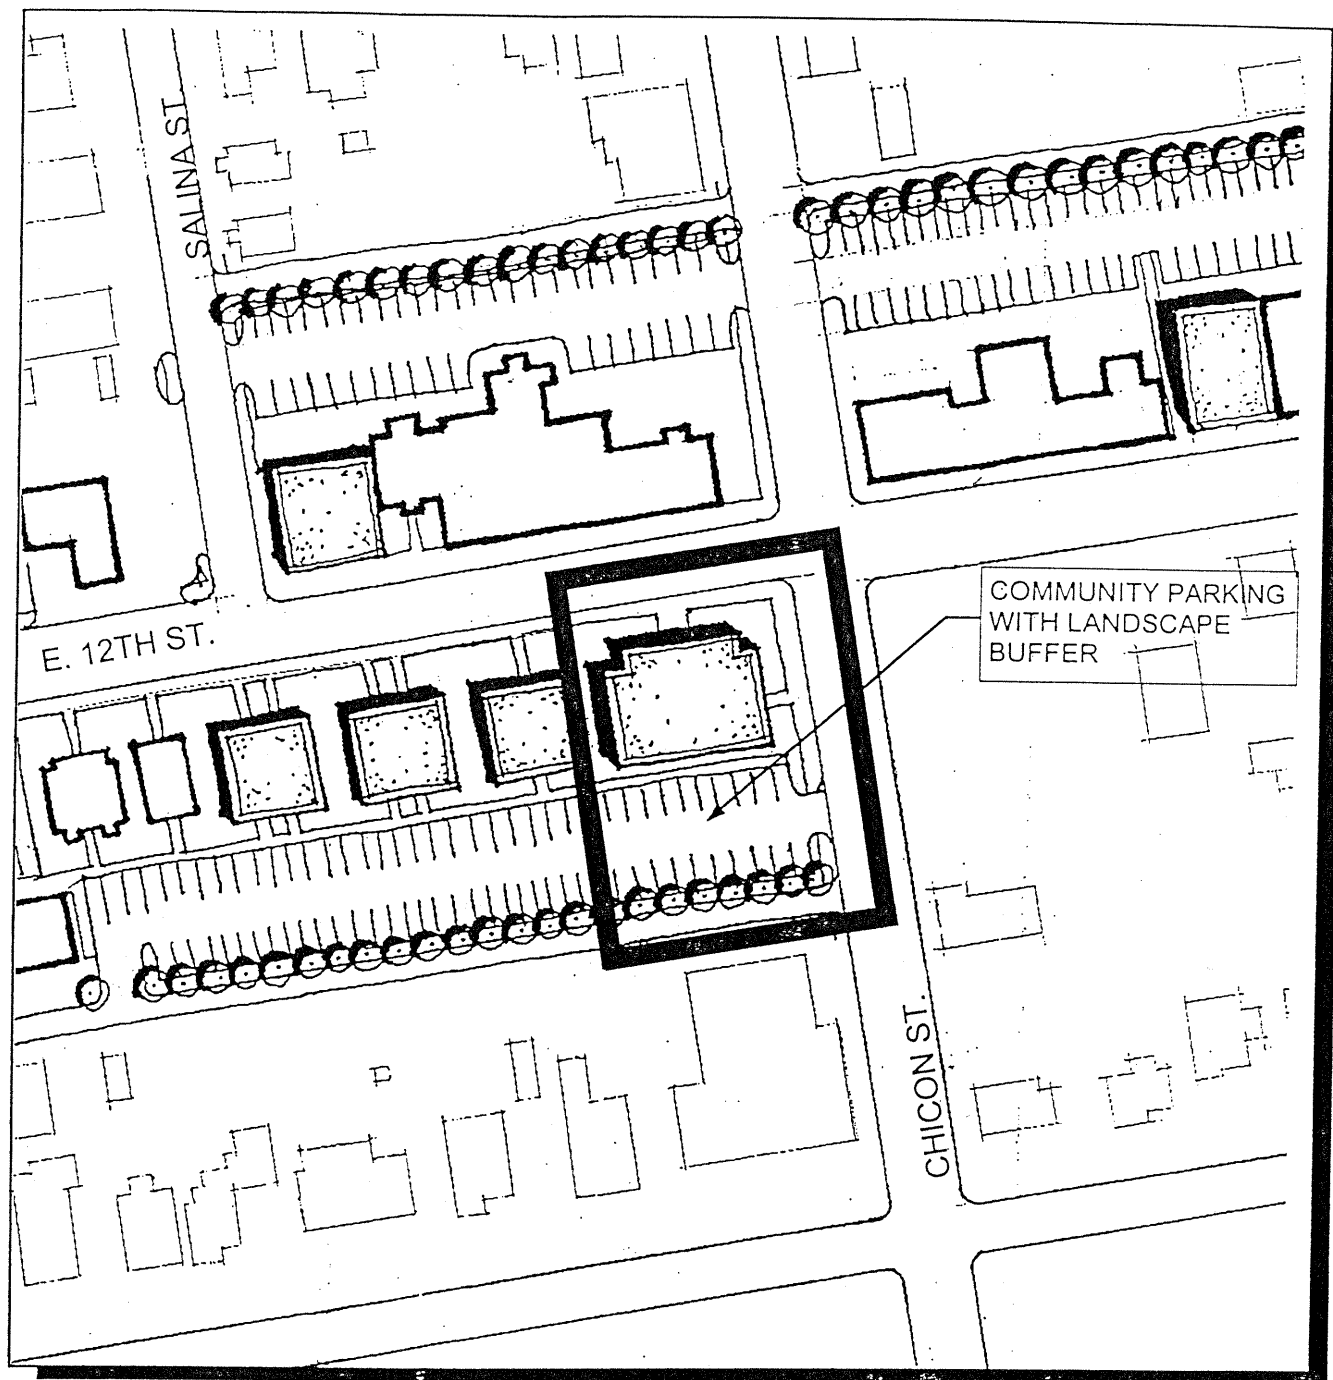 SALINA ST.
E. 12TH ST.
COMMUNITY PARKING
WITH LANDSCAPE
BUFFER
CHICON ST.